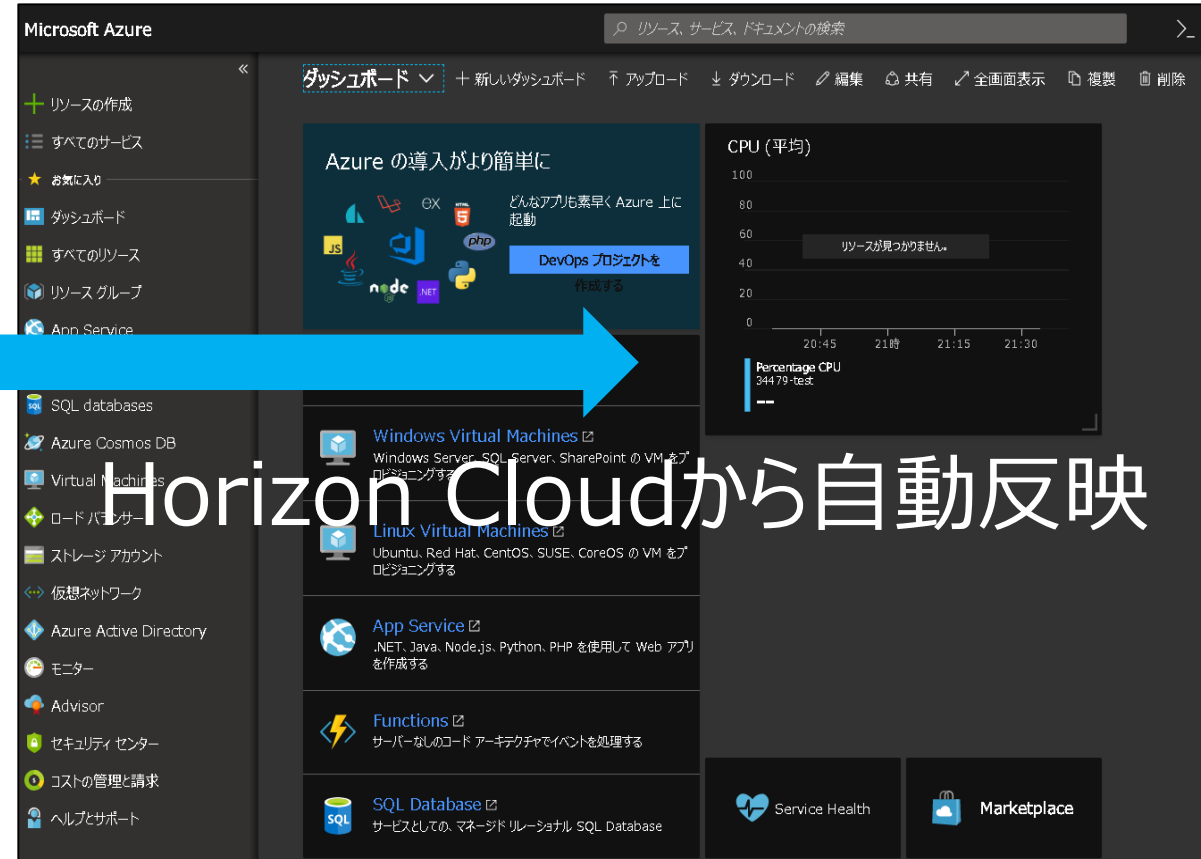 Microsoft Azure
リソース、サービス、ドキュメントの検索
«
リソースの作成
すべてのサービス
お気に入り
ダッシュボード
すべてのリソース
リソース グループ
App Service
SQL databases
Azure Cosmos DB
Virtual Machines
ロード バランサー
ストレージ アカウント
仮想ネットワーク
Azure Active Directory
モニター
Advisor
セキュリティ センター
コストの管理と請求
ヘルプとサポート
ダッシュボード
新しいダッシュボード
アップロード
ダウンロード
編集
共有
全画面表示
複製
削除
Azure の導入がより簡単に
どんなアプリも素早く Azure 上に
起動
DevOps プロジェクトを
作成する
ex
HTML
5
JS
php
node
.NET
CPU (平均)
100
80
60
40
20
0
リソースが見つかりません。
20:45 21時 21:15 21:30
Percentage CPU
34479-test
--
Windows Virtual Machines
Windows Server、SQL Server、SharePoint の VM をプ
ロビジョニングする
Horizon Cloudから自動反映
Linux Virtual Machines
Ubuntu、Red Hat、CentOS、SUSE、CoreOS の VM をプ
ロビジョニングする
App Service
.NET、Java、Node.js、Python、PHP を使用して Web アプリ
を作成する
Functions
サーバーなしのコード アーキテクチャでイベントを処理する
SQL
SQL Database
サービスとしての、マネージド リレーショナル SQL Database
Service Health
Marketplace